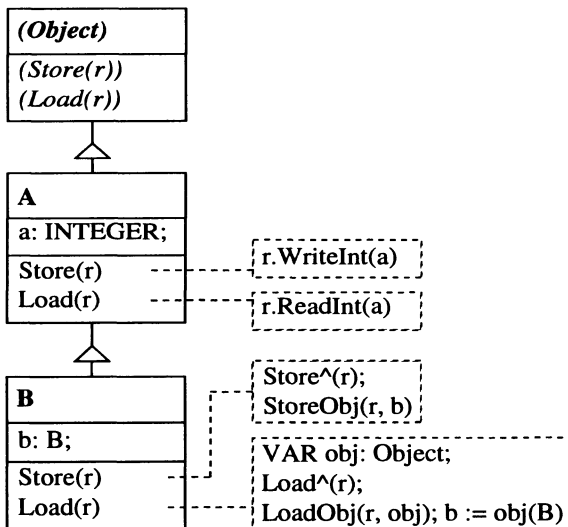 (Object)
(Store(r))
(Load(r))
A
a: INTEGER;
Store(r)
Load(r)
r.WriteInt(a)
r.ReadInt(a)
B
b: B;
Store(r)
Load(r)
Store^(r);
StoreObj(r, b)
VAR obj: Object;
Load^(r);
LoadObj(r, obj); b := obj(B)